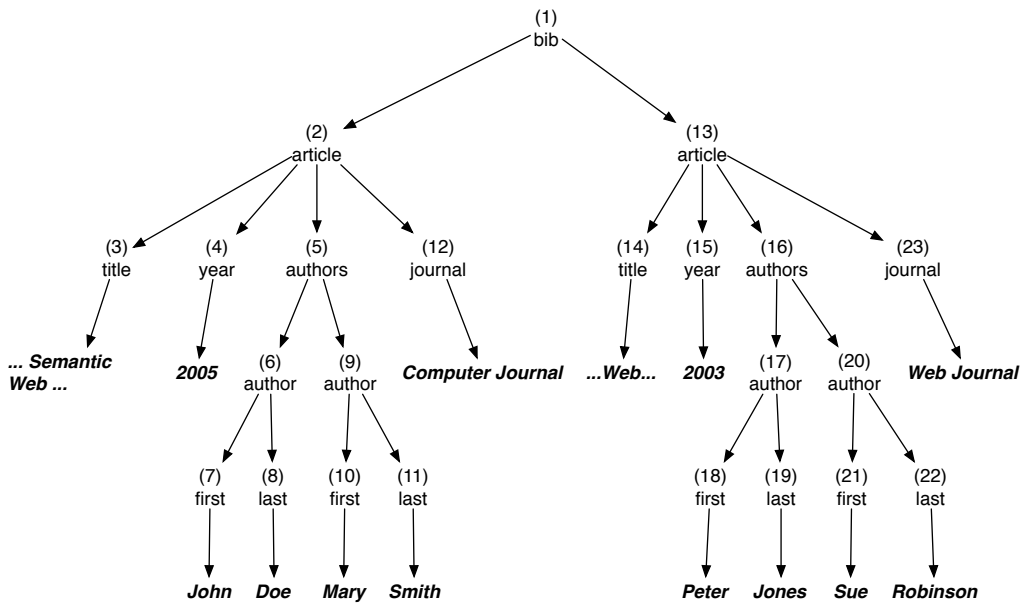 (1)
bib
(2)
article
(13)
article
(3)
title
(4)
year
(5)
authors
(12)
journal
(14)
title
(15)
year
(16)
authors
(23)
journal
... Semantic
Web ...
2005
(6)
author
(9)
author
Computer Journal
...Web...
2003
(17)
author
(20)
author
Web Journal
(7)
first
(8)
last
(10)
first
(11)
last
(18)
first
(19)
last
(21)
first
(22)
last
John
Doe
Mary
Smith
Peter
Jones
Sue
Robinson